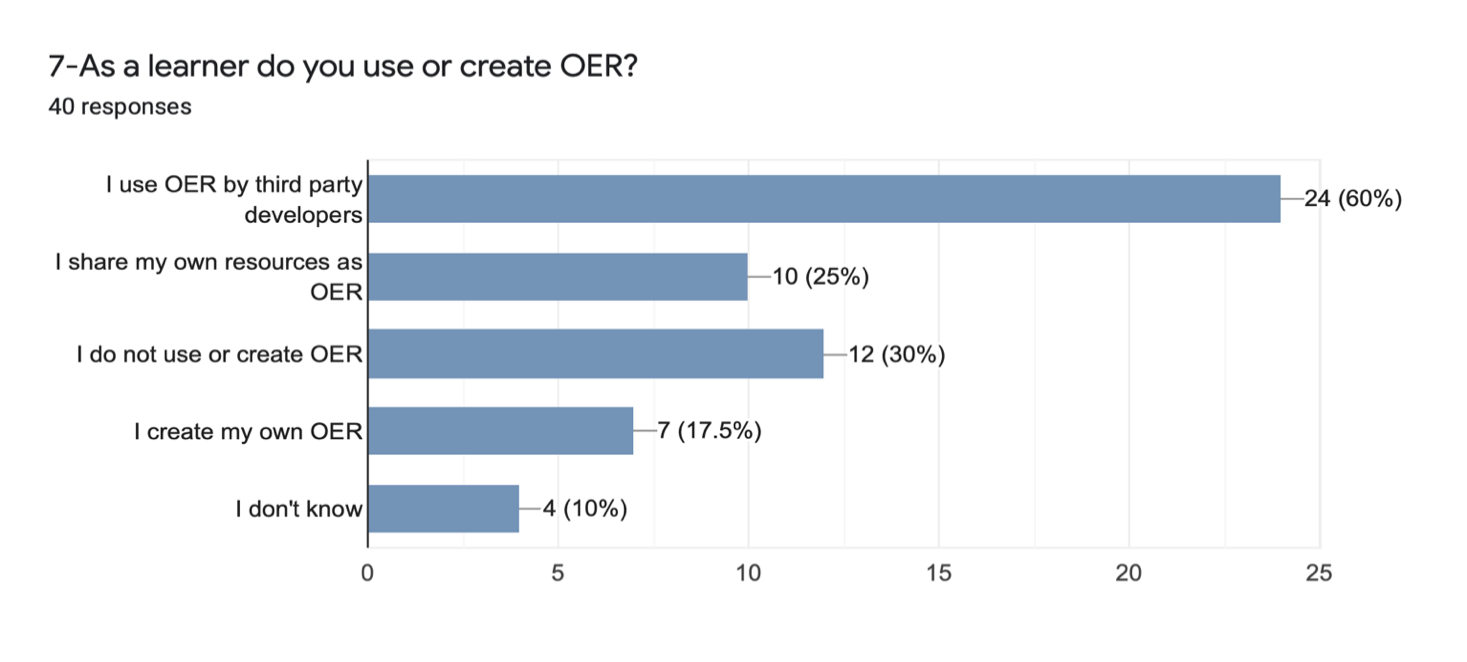 7-As a learner do you use or create OER?
40 responses
I use OER by third party
developers
24 (60%)
I share my own resources as
OER
10 (25%)
I do not use or create OER
12 (30%)
I create my own OER
7 (17.5%)
I don't know
4 (10%)
0 5 10 15 20 25